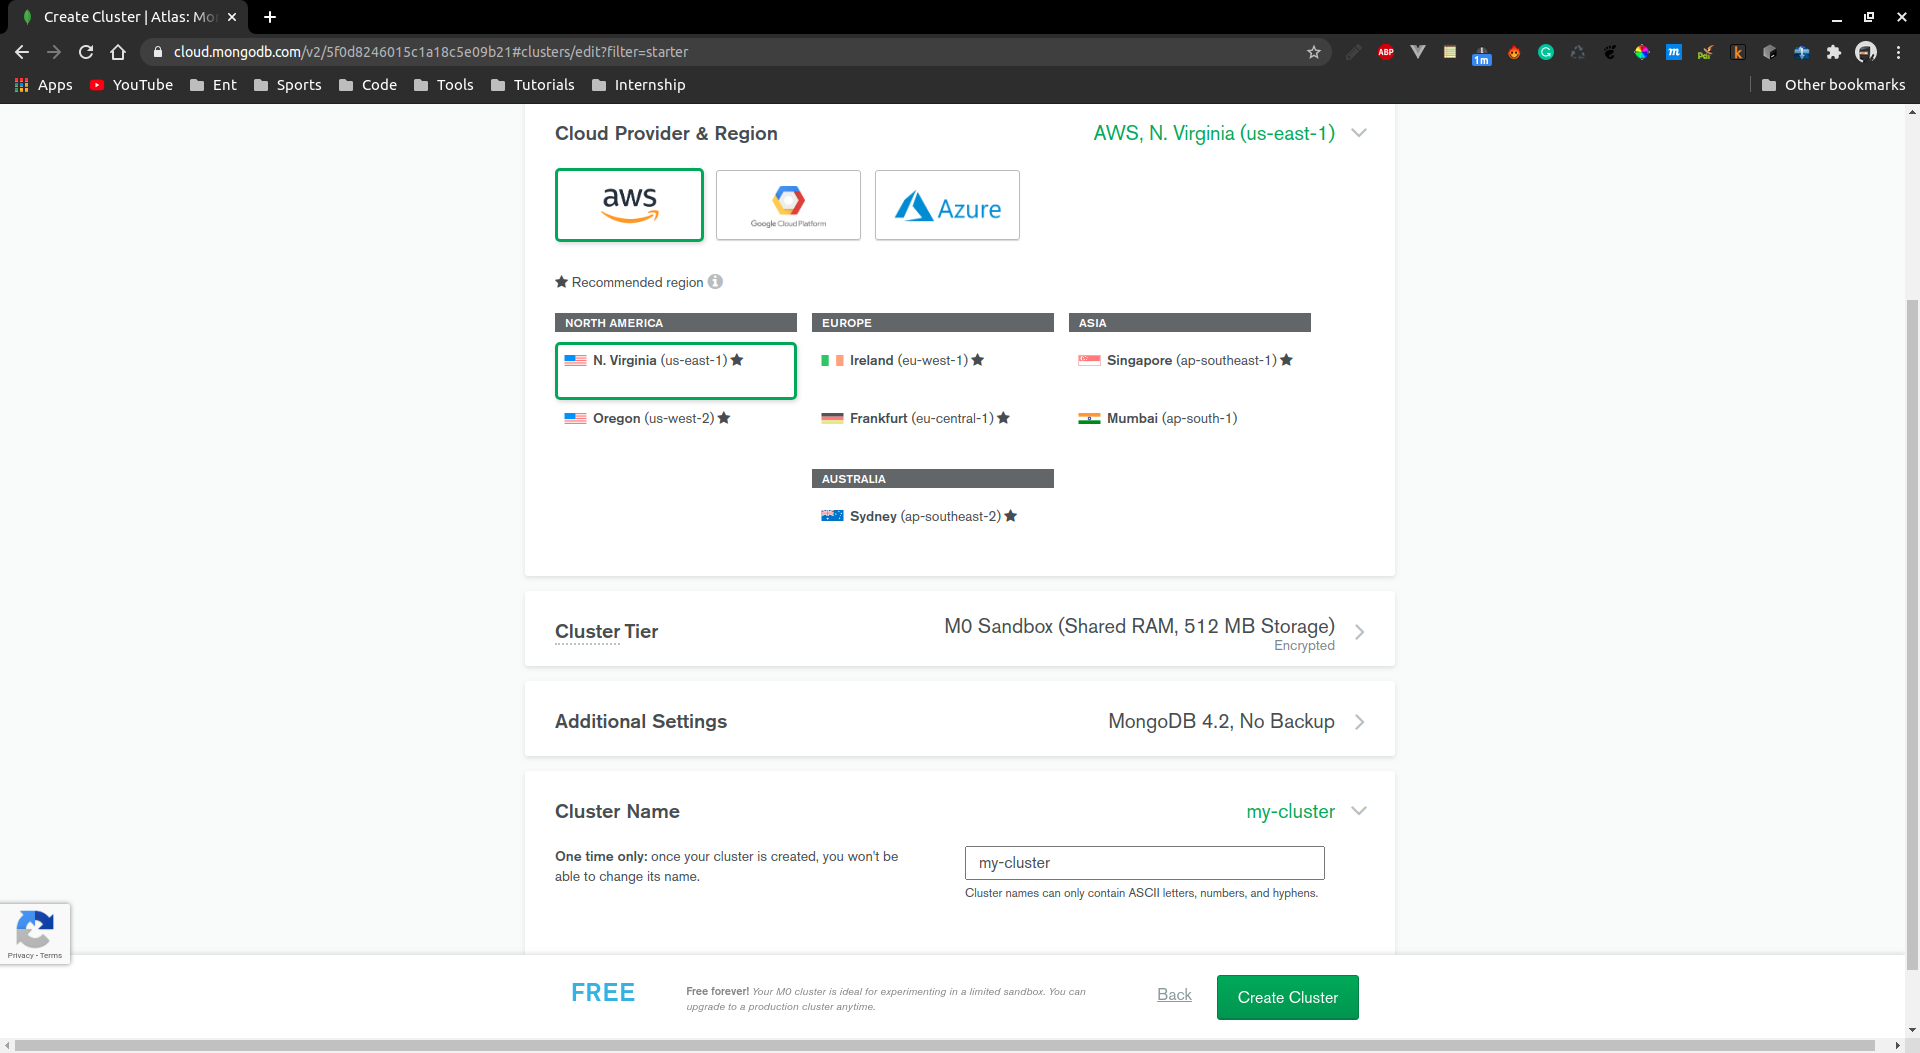 Create Cluster | Atlas: Mo
cloud.mongodb.com/v2/5f0d8246015c1a18c5e09b21#clusters/edit?filter=starter
ABP
1m
Apps
YouTube
Ent
Sports
Code
Tools
Tutorials
Internship
Other bookmarks
Cloud Provider & Region
AWS, N. Virginia (us-east-1)
aws
Google Cloud Platform
Azure
Recommended region
NORTH AMERICA
EUROPE
ASIA
N. Virginia (us-east-1)
Ireland (eu-west-1)
Singapore (ap-southeast-1)
Oregon (us-west-2)
Frankfurt (eu-central-1)
Mumbai (ap-south-1)
AUSTRALIA
Sydney (ap-southeast-2)
Cluster Tier
M0 Sandbox (Shared RAM, 512 MB Storage)
Encrypted
Additional Settings
MongoDB 4.2, No Backup
Cluster Name
my-cluster
One time only: once your cluster is created, you won't be
able to change its name.
my-cluster
Cluster names can only contain ASCII letters, numbers, and hyphens.
Privacy - Terms
FREE
Free forever! Your M0 cluster is ideal for experimenting in a limited sandbox. You can
upgrade to a production cluster anytime.
Back
Create Cluster